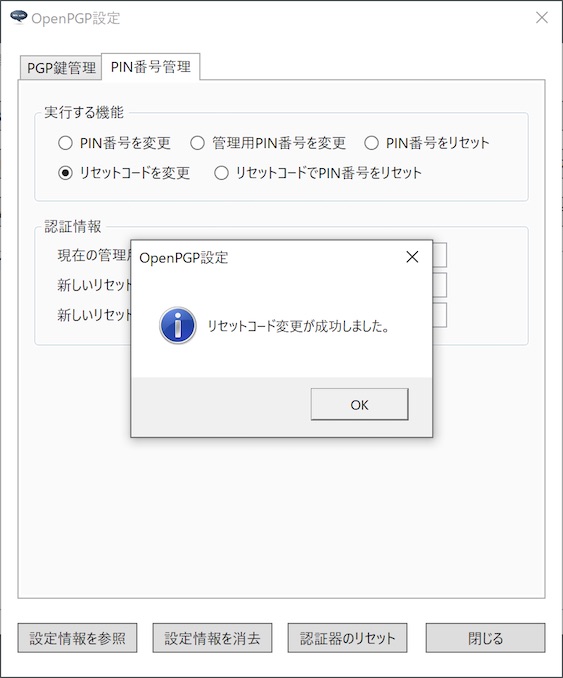 OpenPGP設定
PGP鍵管理 PIN番号管理
実行する機能
PIN番号を変更 管理用PIN番号を変更 PIN番号をリセット
リセットコードを変更 リセットコードでPIN番号をリセット
認証情報
現在の管理用
新しいリセット
新しいリセット
OpenPGP設定
リセットコード変更が成功しました。
OK
設定情報を参照 設定情報を消去 認証器のリセット 閉じる